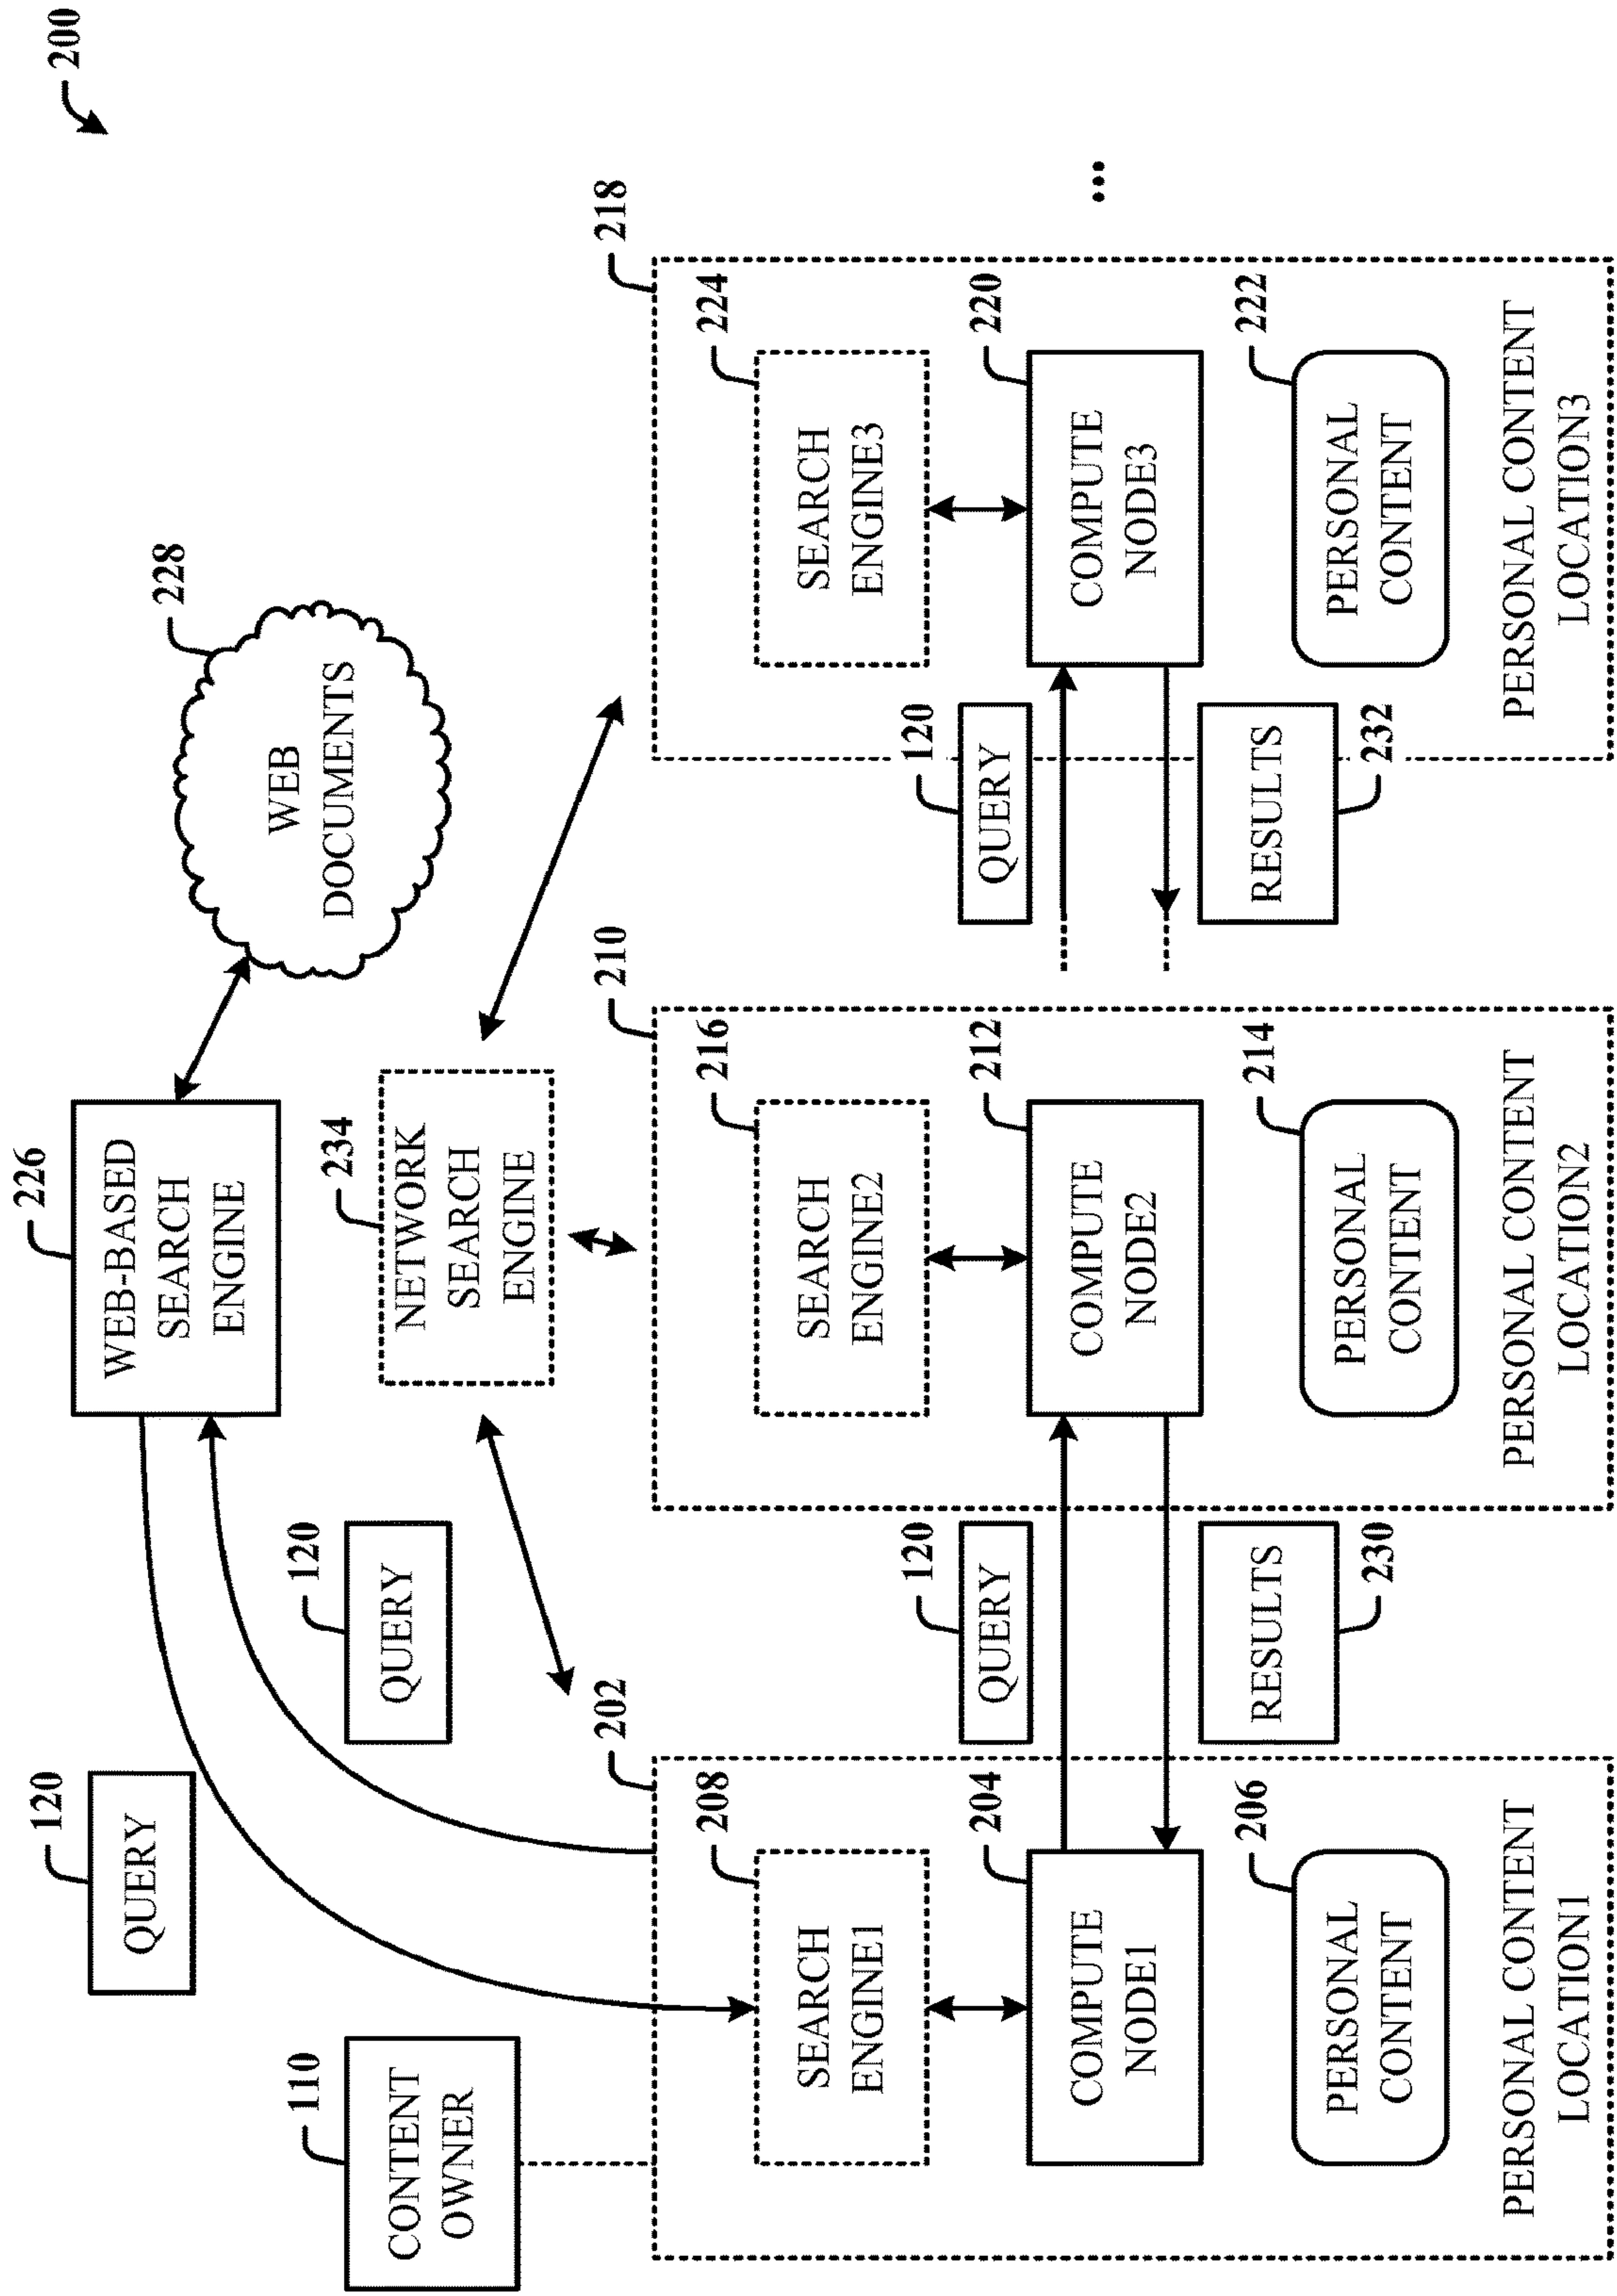 200
226
WEB-BASED
SEARCH
ENGINE
228
WEB
DOCUMENTS
120
QUERY
120
QUERY
234
NETWORK
SEARCH
ENGINE
110
CONTENT
OWNER
202
208
SEARCH
ENGINE1
204
COMPUTE
NODE1
206
PERSONAL
CONTENT
PERSONAL CONTENT
LOCATION1
120
QUERY
RESULTS
230
210
216
SEARCH
ENGINE2
212
COMPUTE
NODE2
214
PERSONAL
CONTENT
PERSONAL CONTENT
LOCATION2
120
QUERY
RESULTS
232
218
224
SEARCH
ENGINE3
220
COMPUTE
NODE3
222
PERSONAL
CONTENT
PERSONAL CONTENT
LOCATION3
...